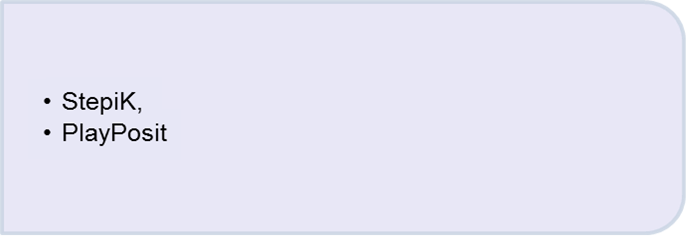 • StepiK,
• PlayPosit